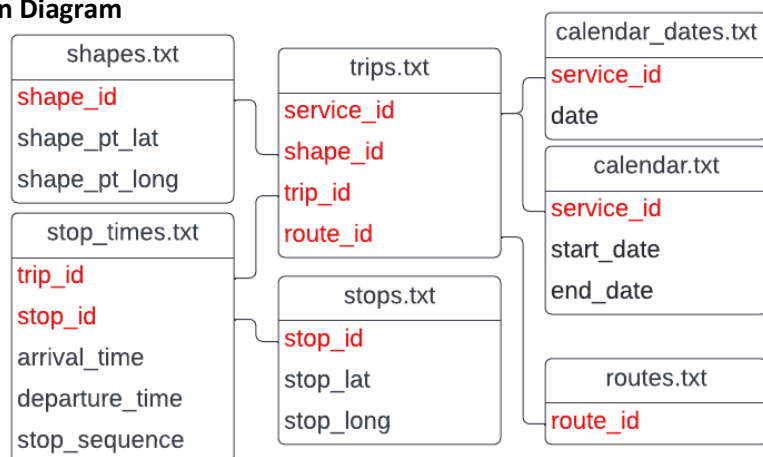 n Diagram
shapes.txt
shape_id
shape_pt_lat
shape_pt_long
stop_times.txt
trip_id
stop_id
arrival_time
departure_time
stop_sequence
trips.txt
service_id
shape_id
trip_id
route_id
stops.txt
stop_id
stop_lat
stop_long
calendar_dates.txt
service_id
date
calendar.txt
service_id
start_date
end_date
routes.txt
route_id